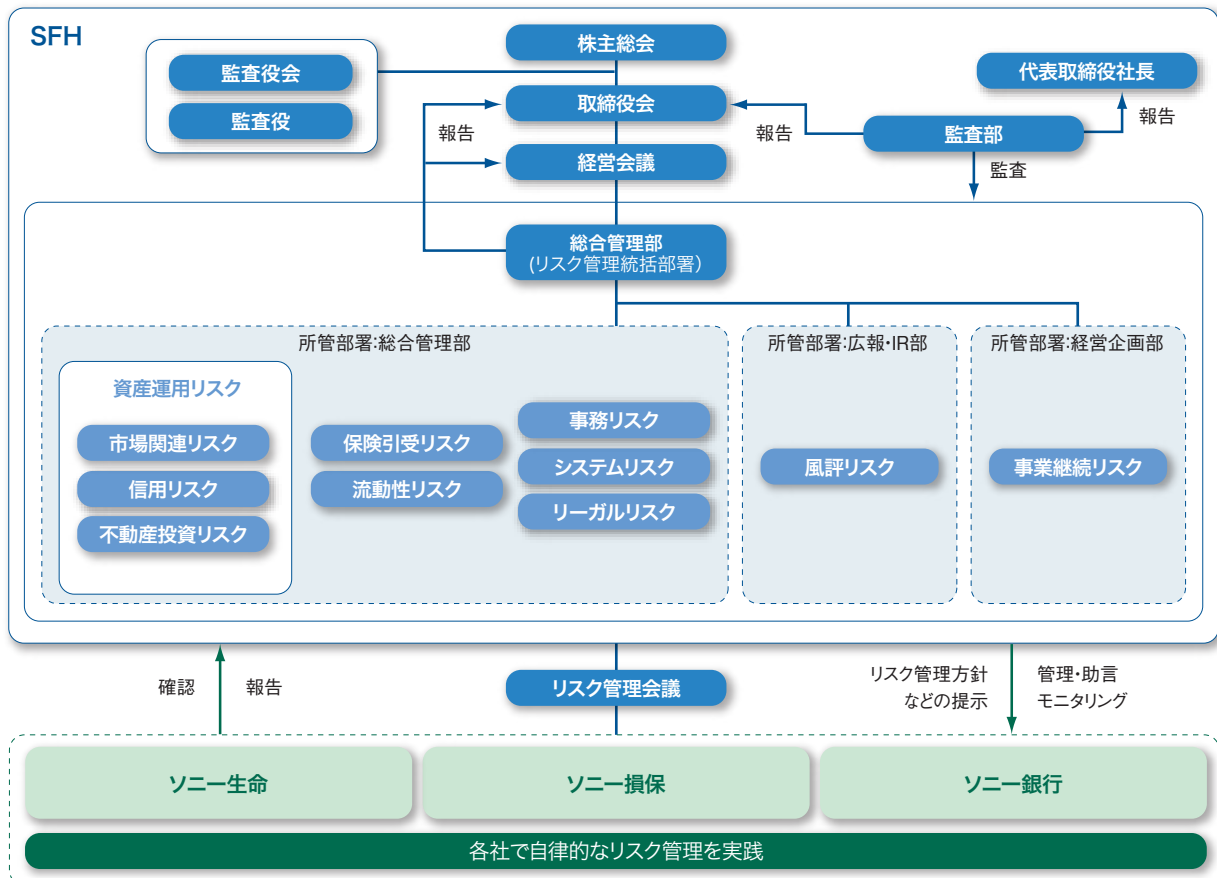 SFH
株主総会
監査役会
監査役
代表取締役社長
取締役会
監査部
報告
報告
報告
経営会議
監査
総合管理部
(リスク管理統括部署)
所管部署:総合管理部
所管部署:広報・IR部
所管部署:経営企画部
資産運用リスク
市場関連リスク
信用リスク
不動産投資リスク
保険引受リスク
流動性リスク
事務リスク
システムリスク
リーガルリスク
風評リスク
事業継続リスク
確認
報告
リスク管理会議
リスク管理方針
などの提示
管理・助言
モニタリング
ソニー生命
ソニー損保
ソニー銀行
各社で自律的なリスク管理を実践